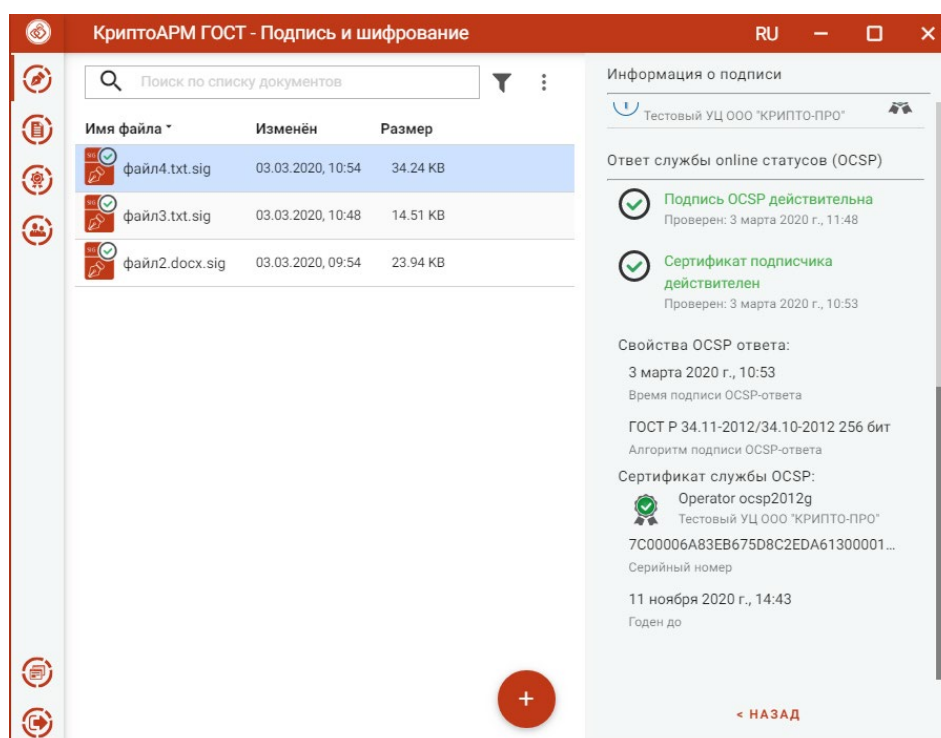 КриптоАРМ ГОСТ - Подпись и шифрование
RU
Поиск по списку документов
Имя файла
Изменён
Размер
файл4.txt.sig
03.03.2020, 10:54
34.24 KB
файл3.txt.sig
03.03.2020, 10:48
14.51 KB
файл2.docx.sig
03.03.2020, 09:54
23.94 KB
+
Информация о подписи
Тестовый УЦ ООО "КРИПТО-ПРО"
Ответ службы online статусов (OCSP)
Подпись OCSP действительна
Проверен: 3 марта 2020 г., 11:48
Сертификат подписчика
действителен
Проверен: 3 марта 2020 г., 10:53
Свойства OCSP ответа:
3 марта 2020 г., 10:53
Время подписи OCSP-ответа
ГОСТ Р 34.11-2012/34.10-2012 256 бит
Алгоритм подписи OCSP-ответа
Сертификат службы OCSP:
Operator ocsp2012g
Тестовый УЦ ООО "КРИПТО-ПРО"
7C00006A83EB675D8C2EDA61300001...
Серийный номер
11 ноября 2020 г., 14:43
Годен до
< НАЗАД